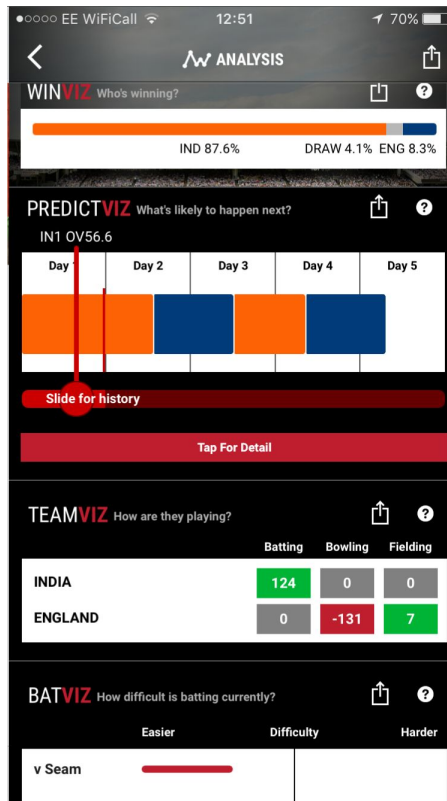 EE WiFiCall 12:51 70%
ANALYSIS
WINVIZ Who's winning?
?
IND 87.6% DRAW 4.1% ENG 8.3%
PREDICTVIZ What's likely to happen next?
?
IN1 OV56.6
Day 1 Day 2 Day 3 Day 4 Day 5
Slide for history
Tap For Detail
TEAMVIZ How are they playing?
?
Batting Bowling Fielding
INDIA 124 0 0
ENGLAND 0 -131 7
BATVIZ How difficult is batting currently?
?
Easier Difficulty Harder
v Seam